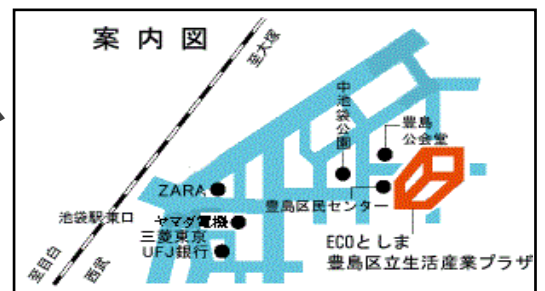 案内図
至大塚
中池袋公園
豊島
公会堂
ZARA
豊島区民センター
池袋駅東口
ヤマダ電機
三菱東京
UFJ銀行
ECOとしま
豊島区立生活産業プラザ
至目白
西武